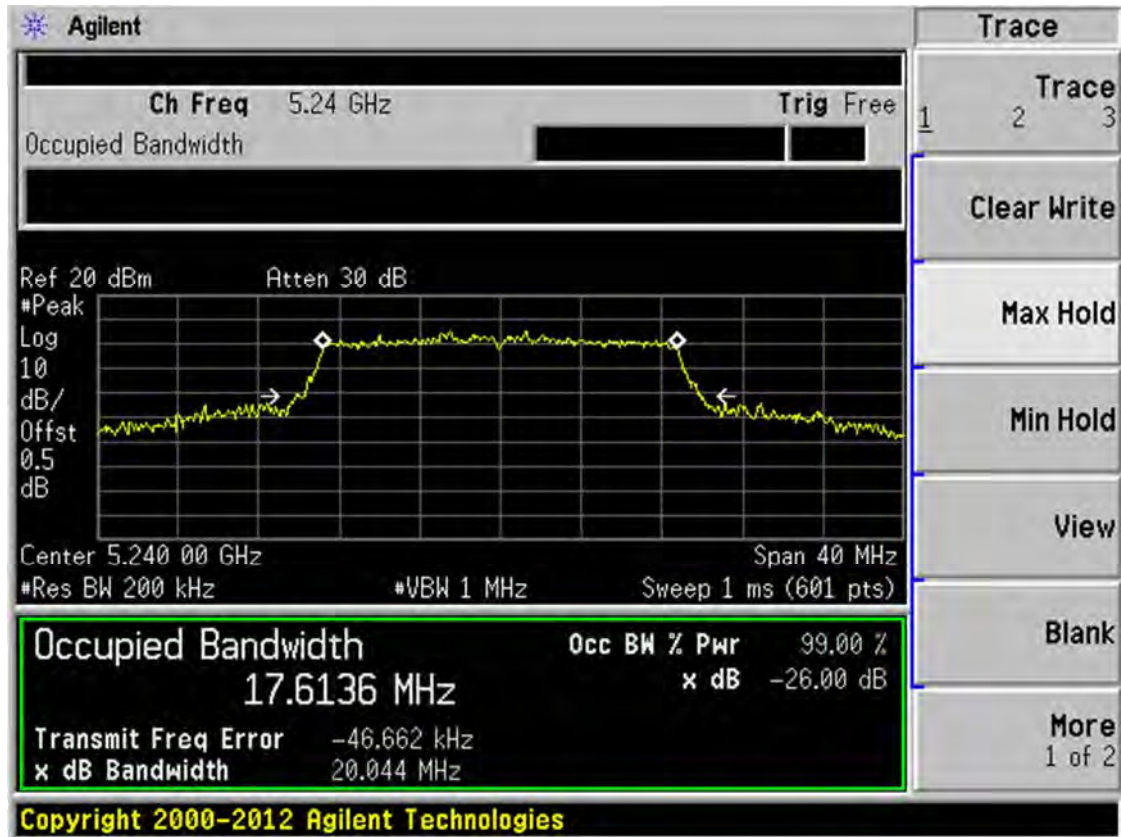 Agilent
Trace
Ch Freq 5.24 GHz Trig Free
Occupied Bandwidth
Trace
1 2 3
Clear Write
Max Hold
Min Hold
View
Blank
More
1 of 2
Ref 20 dBm Atten 30 dB
#Peak
Log
10
dB/
Offst
0.5
dB
Center 5.240 00 GHz Span 40 MHz
#Res BW 200 kHz #VBW 1 MHz Sweep 1 ms (601 pts)
Occupied Bandwidth Occ BW % Pwr 99.00 %
17.6136 MHz x dB -26.00 dB
Transmit Freq Error -46.662 kHz
x dB Bandwidth 20.044 MHz
Copyright 2000-2012 Agilent Technologies